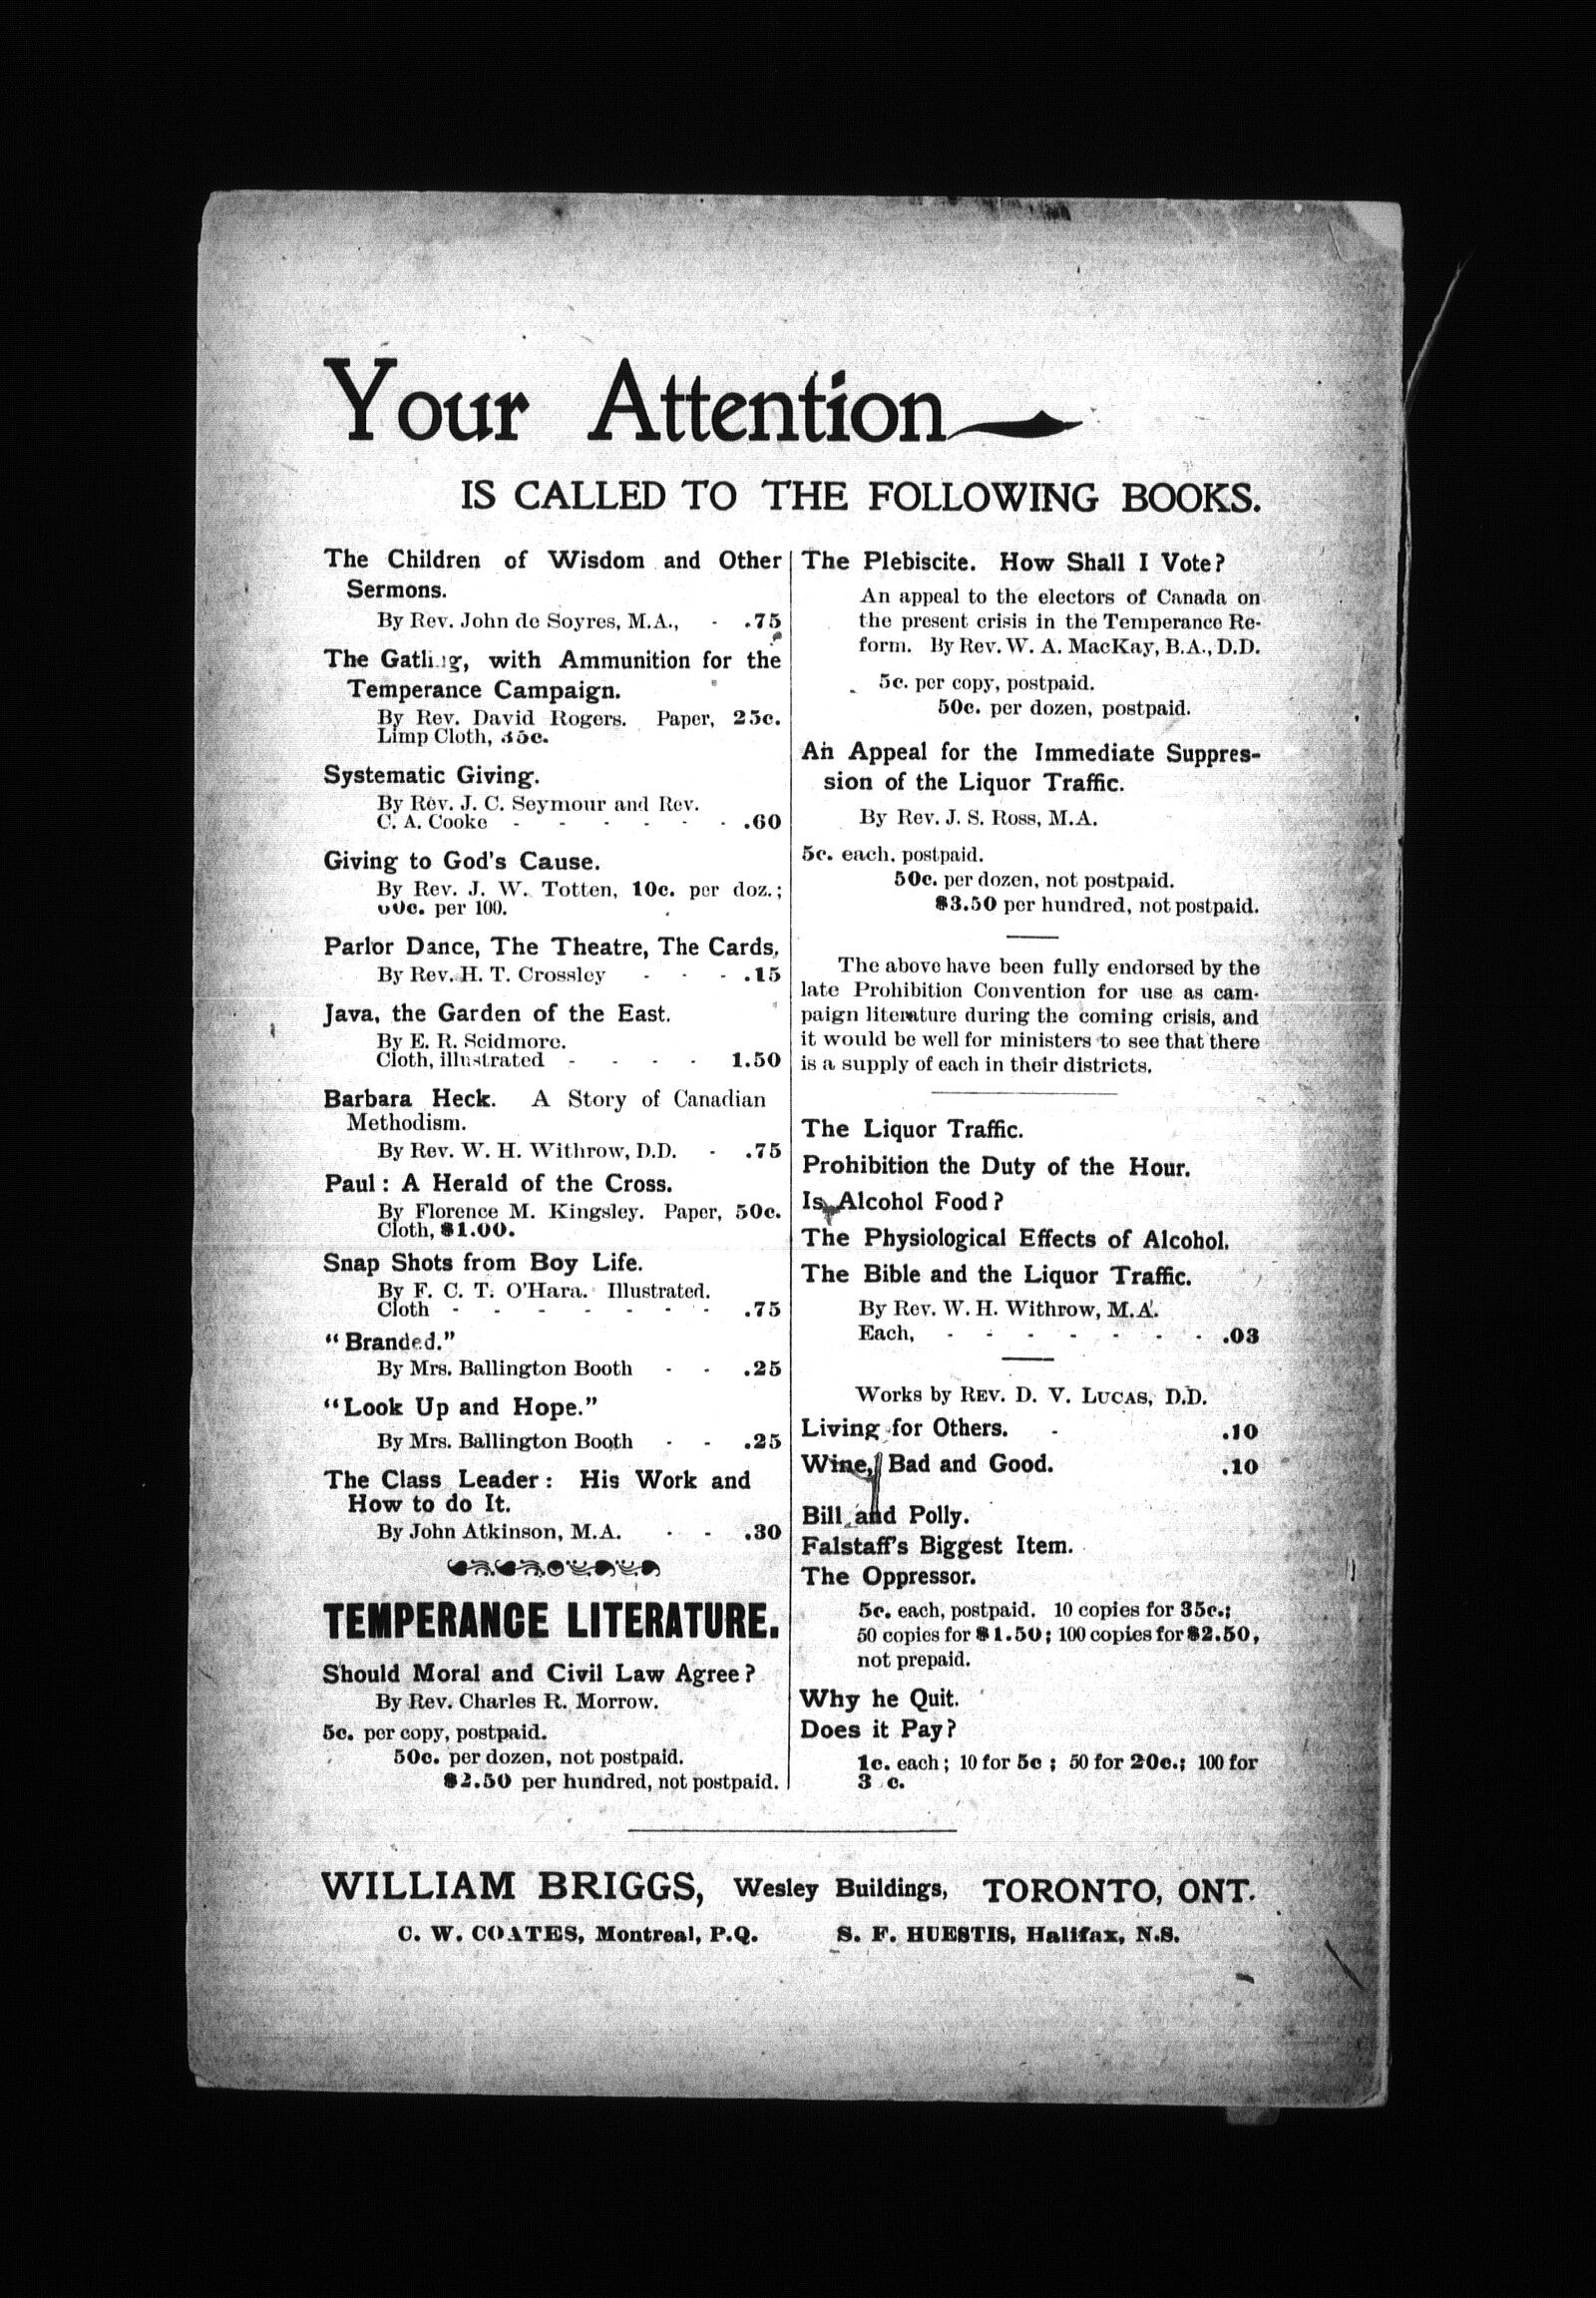 Your Attention
IS CALLED TO THE FOLLOWING BOOKS.
The Children of Wisdom and Other
Sermons.
By Rev. John de Soyres, M.A., - .75
The Gatling, with Ammunition for the
Temperance Campaign.
By Rev. David Rogers. Paper, 25c.
Limp Cloth, 35c.
Systematic Giving.
By Rev. J. C. Seymour and Rev.
C. A. Cooke - - - - - - .60
Giving to God's Cause.
By Rev. J. W. Totten, 10c. per doz.;
60c. per 100.
Parlor Dance, The Theatre, The Cards.
By Rev. H. T. Crossley - - - .15
Java, the Garden of the East.
By E. R. Scidmore.
Cloth, illustrated - - - - 1.50
Barbara Heck. A Story of Canadian
Methodism.
By Rev. W. H. Withrow, D.D. - .75
Paul: A Herald of the Cross.
By Florence M. Kingsley. Paper, 50c.
Cloth, $1.00.
Snap Shots from Boy Life.
By F. C. T. O'Hara. Illustrated.
Cloth - - - - - - - .75
"Branded."
By Mrs. Ballington Booth - - .25
"Look Up and Hope."
By Mrs. Ballington Booth - - .25
The Class Leader: His Work and
How to do It.
By John Atkinson, M.A. - - .30
TEMPERANCE LITERATURE.
Should Moral and Civil Law Agree?
By Rev. Charles R. Morrow.
5c. per copy, postpaid.
50c. per dozen, not postpaid.
$2.50 per hundred, not postpaid.
The Plebiscite. How Shall I Vote?
An appeal to the electors of Canada on
the present crisis in the Temperance Re-
form. By Rev. W. A. MacKay, B.A., D.D.
5c. per copy, postpaid.
50c. per dozen, postpaid.
An Appeal for the Immediate Suppres-
sion of the Liquor Traffic.
By Rev. J. S. Ross, M.A.
5c. each, postpaid.
50c. per dozen, not postpaid.
$3.50 per hundred, not postpaid.
The above have been fully endorsed by the
late Prohibition Convention for use as cam-
paign literature during the coming crisis, and
it would be well for ministers to see that there
is a supply of each in their districts.
The Liquor Traffic.
Prohibition the Duty of the Hour.
Is Alcohol Food?
The Physiological Effects of Alcohol.
The Bible and the Liquor Traffic.
By Rev. W. H. Withrow, M.A.
Each, - - - - - - - .03
Works by REV. D. V. LUCAS, D.D.
Living for Others. - .10
Wine, Bad and Good. .10
Bill and Polly.
Falstaff's Biggest Item.
The Oppressor.
5c. each, postpaid. 10 copies for 35c.;
50 copies for $1.50; 100 copies for $2.50,
not prepaid.
Why he Quit.
Does it Pay?
1c. each; 10 for 5c; 50 for 20c.; 100 for
WILLIAM BRIGGS, Wesley Buildings, TORONTO, ONT.
C. W. COATES, Montreal, P.Q. S. F. HUESTIS, Halifax, N.S.